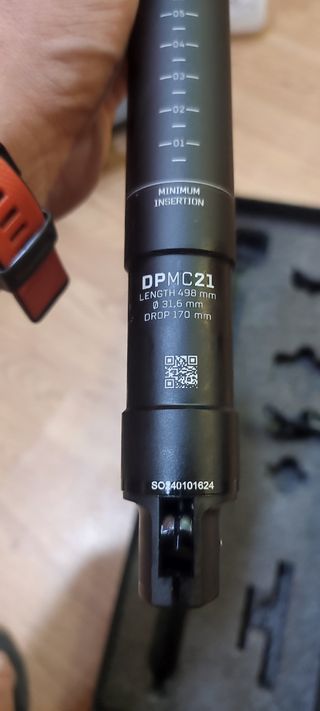 05
04
03
02
01
MINIMUM
INSERTION
DPMC21
LENGTH 498 mm
Ø 31,6 mm
DROP 170 mm
SO240101624